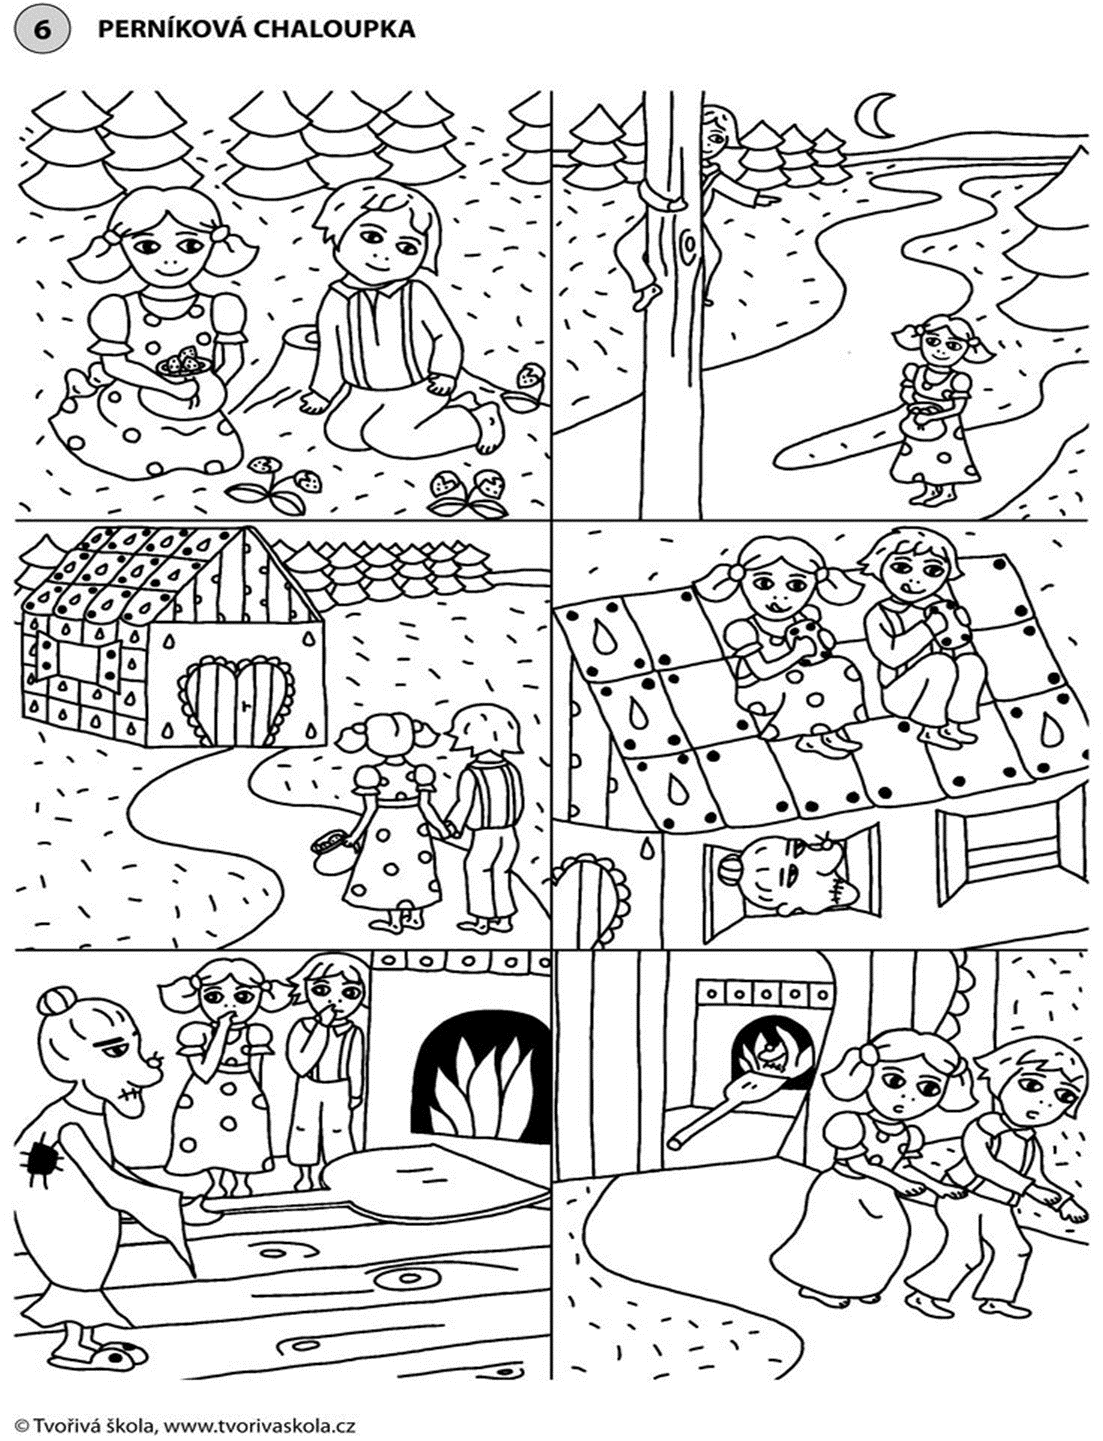 6 PERNÍKOVÁ CHALOUPKA
© Tvořivá škola, www.tvorivaskola.cz